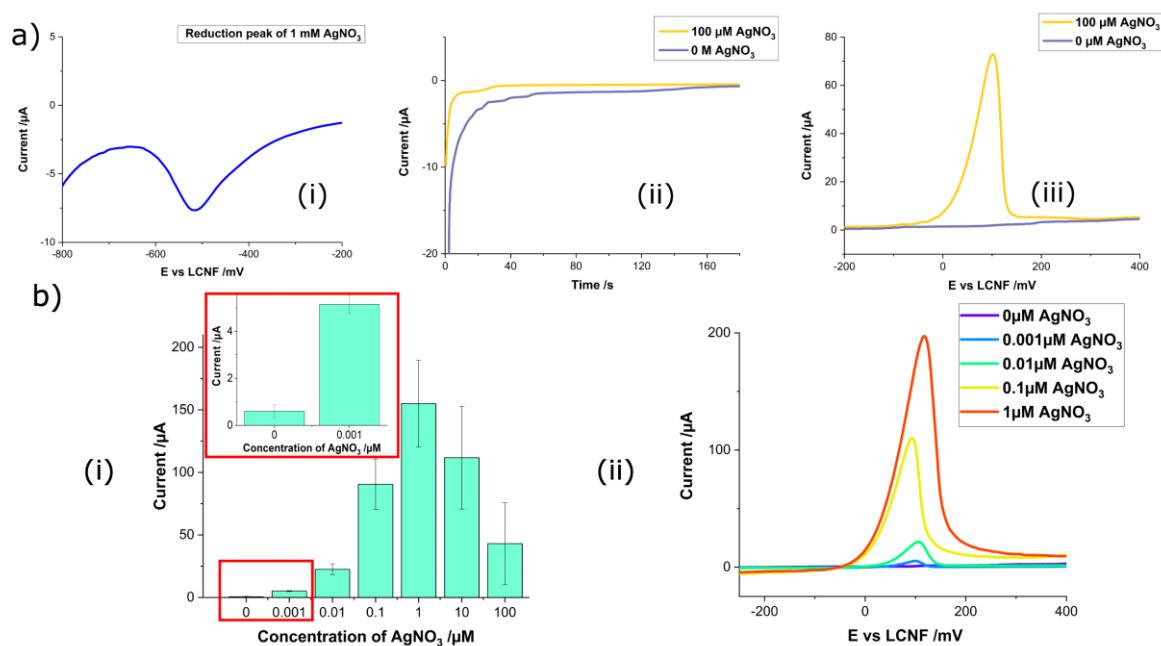 a)
Reduction peak of 1 mM AgNO₃
Current /µA
5
0
-5
-10
-800
-600
-400
-200
E vs LCNF /mV
(i)
100 µM AgNO₃
0 M AgNO₃
Current /µA
0
-10
-20
0
40
80
120
160
Time /s
(ii)
100 µM AgNO₃
0 µM AgNO₃
Current /µA
80
60
40
20
0
-200
0
200
400
E vs LCNF /mV
(iii)
b)
(i)
Current /µA
200
150
100
50
0
0
0.001
0.01
0.1
1
10
100
Concentration of AgNO₃/µM
Current /µA
4
2
0
0
0.001
Concentration of AgNO₃/µM
(ii)
0µM AgNO₃
0.001µM AgNO₃
0.01µM AgNO₃
0.1µM AgNO₃
1µM AgNO₃
Current /µA
200
100
0
-200
0
200
400
E vs LCNF /mV